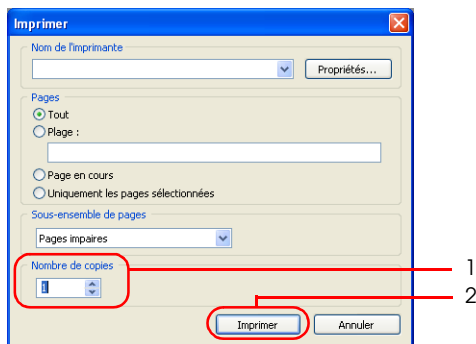 Imprimer
Nom de l'imprimante
Propriétés...
Pages
Tout
Plage :
Page en cours
Uniquement les pages sélectionnées
Sous-ensemble de pages
Pages impaires
Nombre de copies
1
1
2
Imprimer Annuler